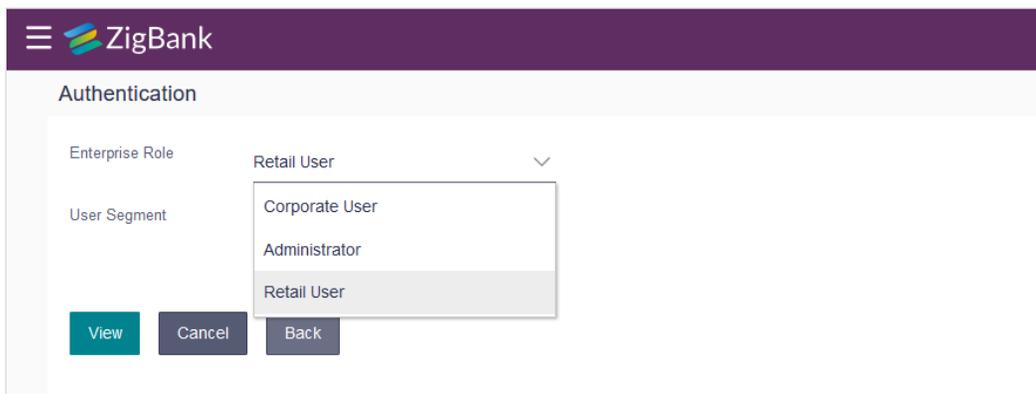 ZigBank
Authentication
Enterprise Role
Retail User
User Segment
Corporate User
Administrator
Retail User
View
Cancel
Back